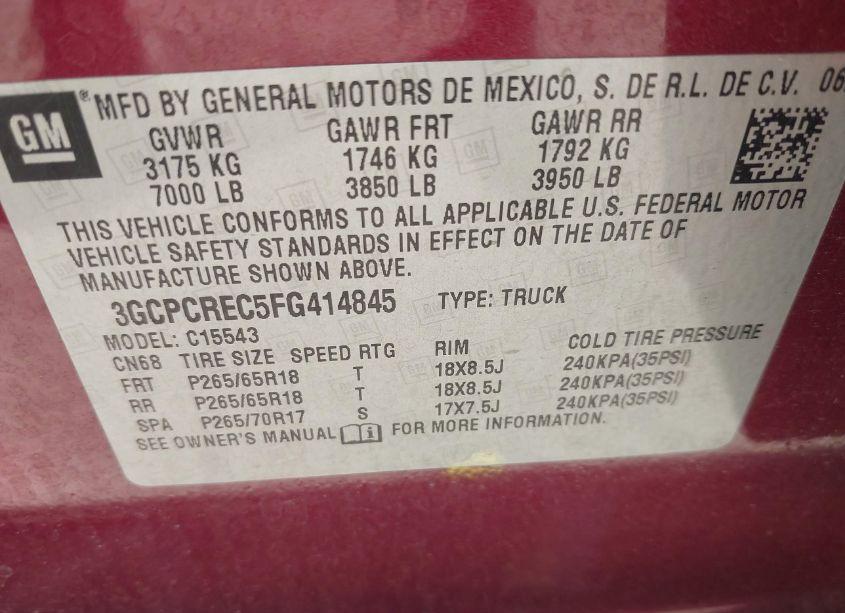 GM
® MFD BY GENERAL MOTORS DE MEXICO, S. DE R.L. DE C.V. 06
GVWR GAWR FRT GAWR RR
3175 KG 1746 KG 1792 KG
7000 LB 3850 LB 3950 LB
THIS VEHICLE CONFORMS TO ALL APPLICABLE U.S. FEDERAL MOTOR
VEHICLE SAFETY STANDARDS IN EFFECT ON THE DATE OF
MANUFACTURE SHOWN ABOVE.
3GCPCREC5FG414845 TYPE: TRUCK
MODEL: C15543
CN68 TIRE SIZE SPEED RTG RIM COLD TIRE PRESSURE
FRT P265/65R18 T 18X8.5J 240KPA(35PSI)
RR P265/65R18 T 18X8.5J 240KPA(35PSI)
SPA P265/70R17 S 17X7.5J 240KPA(35PSI)
SEE OWNER'S MANUAL FOR MORE INFORMATION.